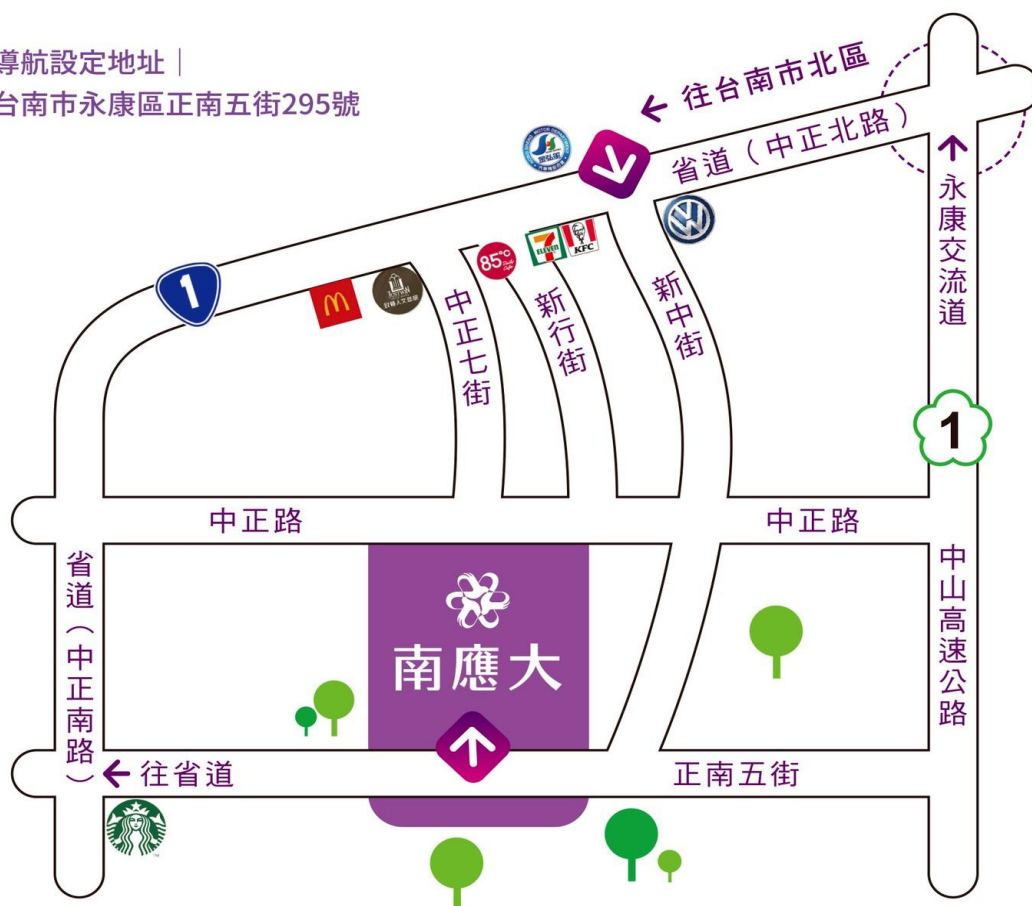 導航設定地址｜
台南市永康區正南五街295號
← 往台南市北區
省道（中正北路）
永康交流道
1
85°C
7
ELEVEN
KFC
新中街
新行街
中正七街
1
中正路
中正路
省道（中正南路）
南應大
中山高速公路
← 往省道
正南五街